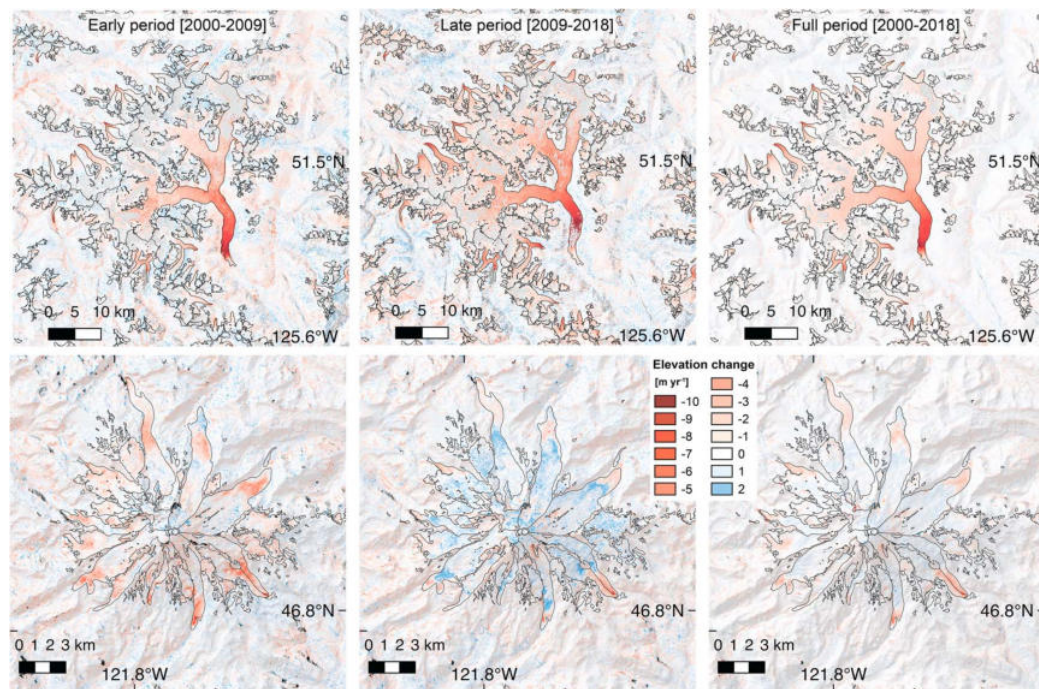 Early period [2000-2009]
Late period [2009-2018]
Full period [2000-2018]
51.5°N
51.5°N
51.5°N
0 5 10 km
125.6°W
0 5 10 km
125.6°W
0 5 10 km
125.6°W
Elevation change
[m yr⁻¹]
-10
-9
-8
-7
-6
-5
-4
-3
-2
-1
0
1
2
46.8°N
46.8°N
46.8°N
0 1 2 3 km
121.8°W
0 1 2 3 km
121.8°W
0 1 2 3 km
121.8°W